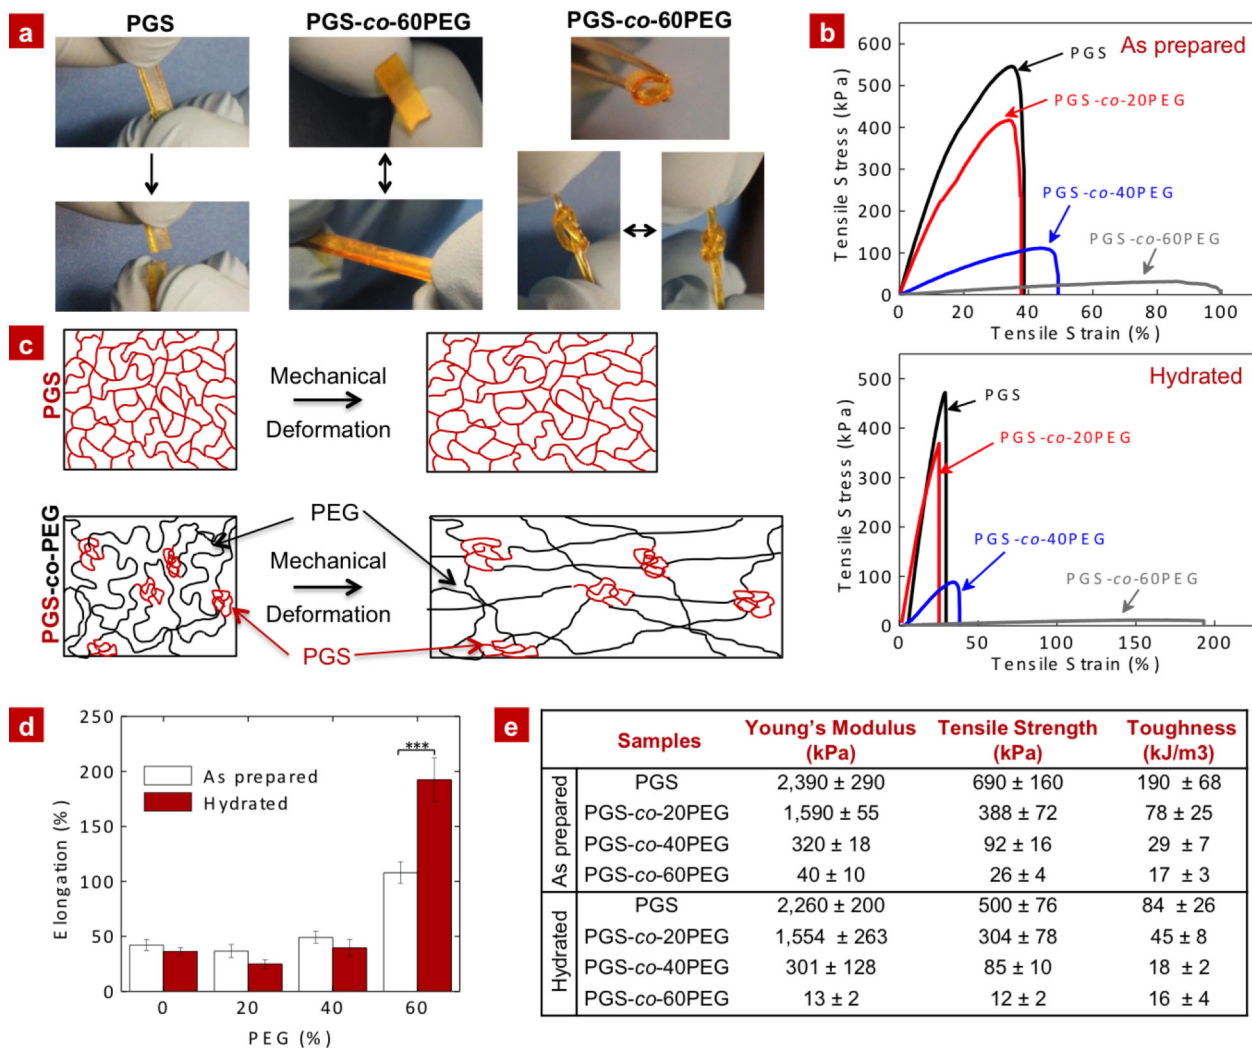 a
PGS
PGS-co-60PEG
PGS-co-60PEG
b
600
500
400
300
200
100
0
Tensile Stress (kPa)
As prepared
PGS
PGS-co-20PEG
PGS-co-40PEG
PGS-co-60PEG
0 20 40 60 80 100
Tensile Strain (%)
500
400
300
200
100
0
Tensile Stress (kPa)
Hydrated
PGS
PGS-co-20PEG
PGS-co-40PEG
PGS-co-60PEG
0 50 100 150 200
Tensile Strain (%)
c
PGS
Mechanical
Deformation
PGS-co-PEG
PEG
Mechanical
Deformation
PGS
d
250
200
150
100
50
0
Elongation (%)
As prepared
Hydrated
***
0 20 40 60
PEG (%)
e
Samples Young's Modulus (kPa) Tensile Strength (kPa) Toughness (kJ/m3)
As prepared
PGS 2,390 ± 290 690 ± 160 190 ± 68
PGS-co-20PEG 1,590 ± 55 388 ± 72 78 ± 25
PGS-co-40PEG 320 ± 18 92 ± 16 29 ± 7
PGS-co-60PEG 40 ± 10 26 ± 4 17 ± 3
Hydrated
PGS 2,260 ± 200 500 ± 76 84 ± 26
PGS-co-20PEG 1,554 ± 263 304 ± 78 45 ± 8
PGS-co-40PEG 301 ± 128 85 ± 10 18 ± 2
PGS-co-60PEG 13 ± 2 12 ± 2 16 ± 4